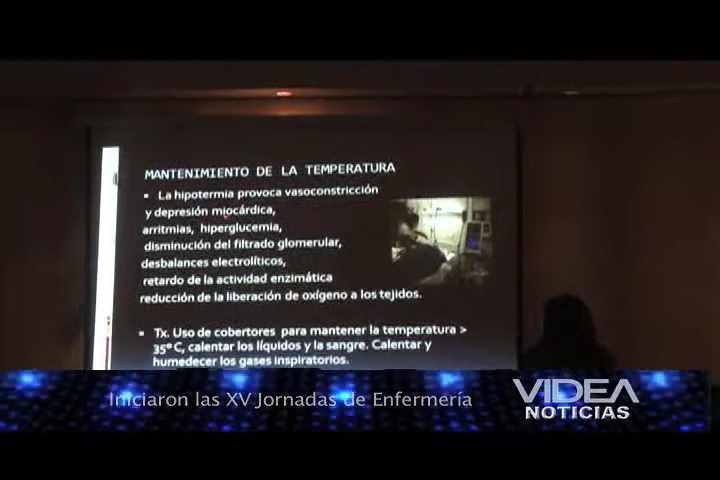 MANTENIMIENTO DE LA TEMPERATURA
▪ La hipotermia provoca vasoconstricción
y depresión miocárdica,
arritmias, hiperglucemia,
disminución del filtrado glomerular,
desbalances electrolíticos,
retardo de la actividad enzimática
reducción de la liberación de oxígeno a los tejidos.
▪ Tx. Uso de cobertores para mantener la temperatura >
35° C, calentar los líquidos y la sangre. Calentar y
humedecer los gases inspiratorios.
Iniciaron las XV Jornadas de Enfermería
VIDEA
NOTICIAS